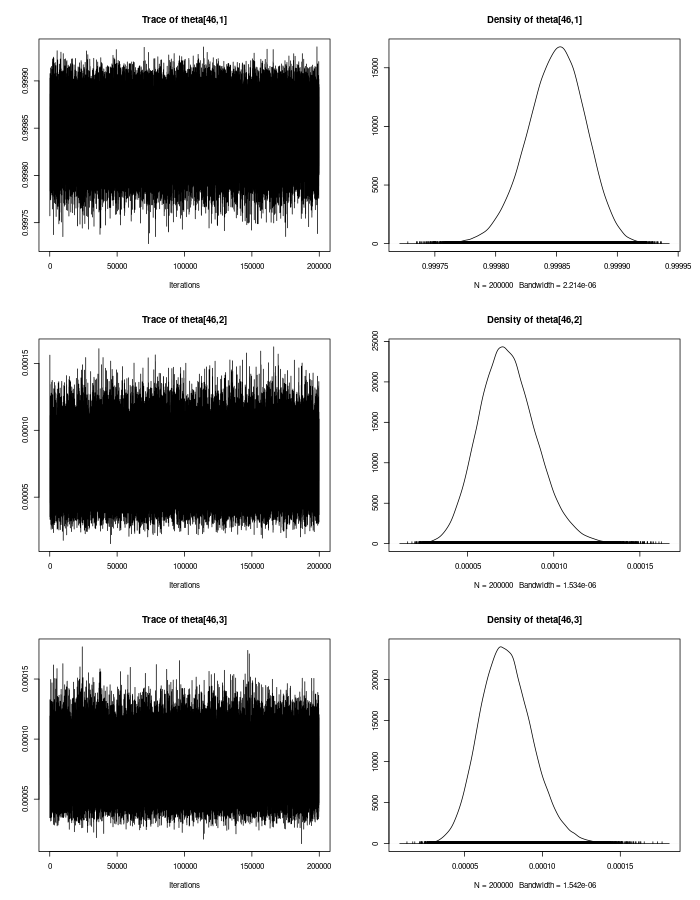 Trace of theta[46,1]
0.99975 0.99980 0.99985 0.99990
0 50000 100000 150000 200000
Iterations
Density of theta[46,1]
0 5000 10000 15000
0.99975 0.99980 0.99985 0.99990 0.99995
N = 200000 Bandwidth = 2.214e-06
Trace of theta[46,2]
0.00005 0.00010 0.00015
0 50000 100000 150000 200000
Iterations
Density of theta[46,2]
0 5000 10000 15000 20000 25000
0.00005 0.00010 0.00015
N = 200000 Bandwidth = 1.534e-06
Trace of theta[46,3]
0.00005 0.00010 0.00015
0 50000 100000 150000 200000
Iterations
Density of theta[46,3]
0 5000 10000 15000 20000
0.00005 0.00010 0.00015
N = 200000 Bandwidth = 1.542e-06